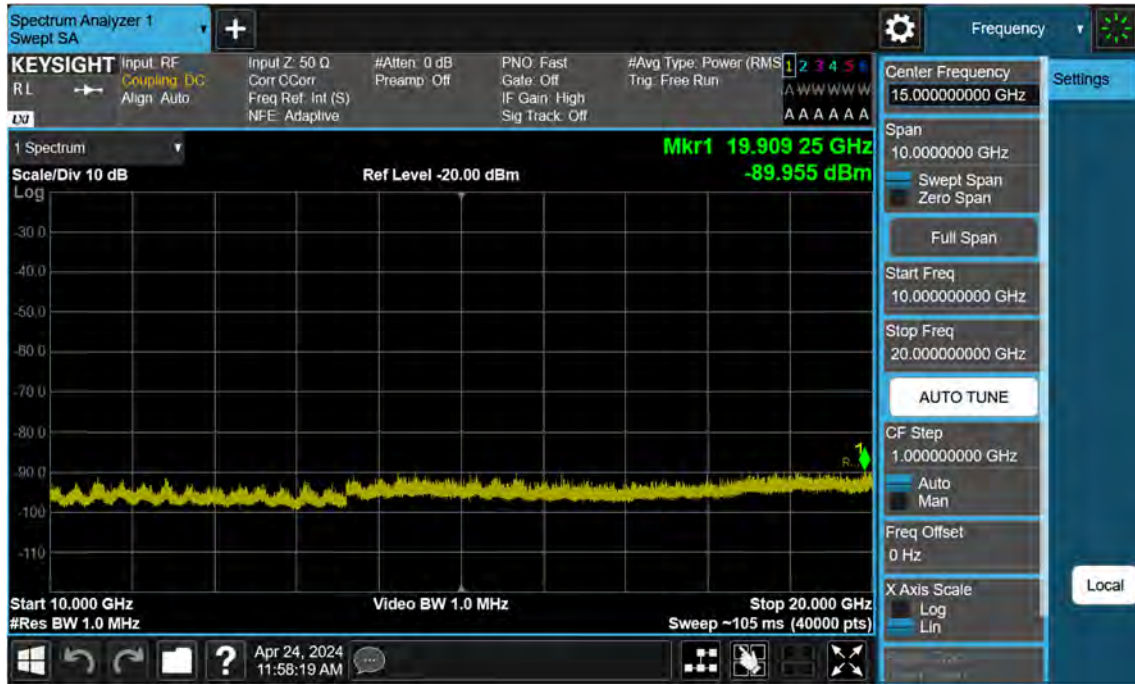 Spectrum Analyzer 1
Swept SA
Frequency
KEYSIGHT
RL
LXI
Input: RF
Coupling: DC
Align: Auto
Input Z: 50 Ω
Corr CCorr
Freq Ref: Int (S)
NFE: Adaptive
#Atten: 0 dB
Preamp: Off
PNO: Fast
Gate: Off
IF Gain: High
Sig Track: Off
#Avg Type: Power (RMS
Trig: Free Run
1 2 3 4 5 6
A W W W W W
A A A A A A
1 Spectrum
Mkr1 19.909 25 GHz
-89.955 dBm
Scale/Div 10 dB
Ref Level -20.00 dBm
Log
-30.0
-40.0
-50.0
-60.0
-70.0
-80.0
-90.0
-100
-110
1
R...
Start 10.000 GHz
#Res BW 1.0 MHz
Video BW 1.0 MHz
Stop 20.000 GHz
Sweep ~105 ms (40000 pts)
Center Frequency
15.000000000 GHz
Span
10.0000000 GHz
Swept Span
Zero Span
Full Span
Start Freq
10.000000000 GHz
Stop Freq
20.000000000 GHz
AUTO TUNE
CF Step
1.000000000 GHz
Auto
Man
Freq Offset
0 Hz
X Axis Scale
Log
Lin
Settings
Local
?
Apr 24, 2024
11:58:19 AM